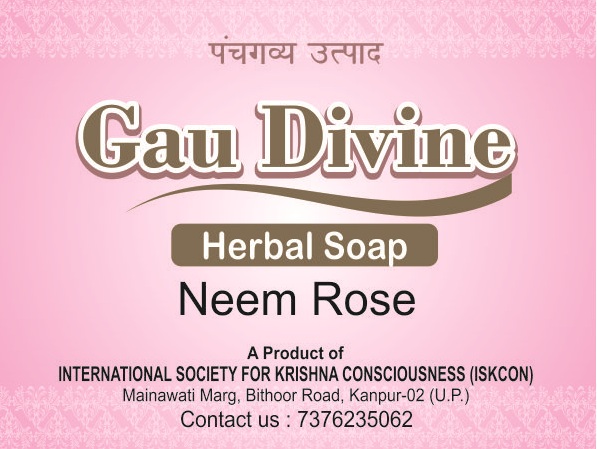 पंचगव्य उत्पाद
Gau Divine
Herbal Soap
Neem Rose
A Product of
INTERNATIONAL SOCIETY FOR KRISHNA CONSCIOUSNESS (ISKCON)
Mainawati Marg, Bithoor Road, Kanpur-02 (U.P.)
Contact us : 7376235062